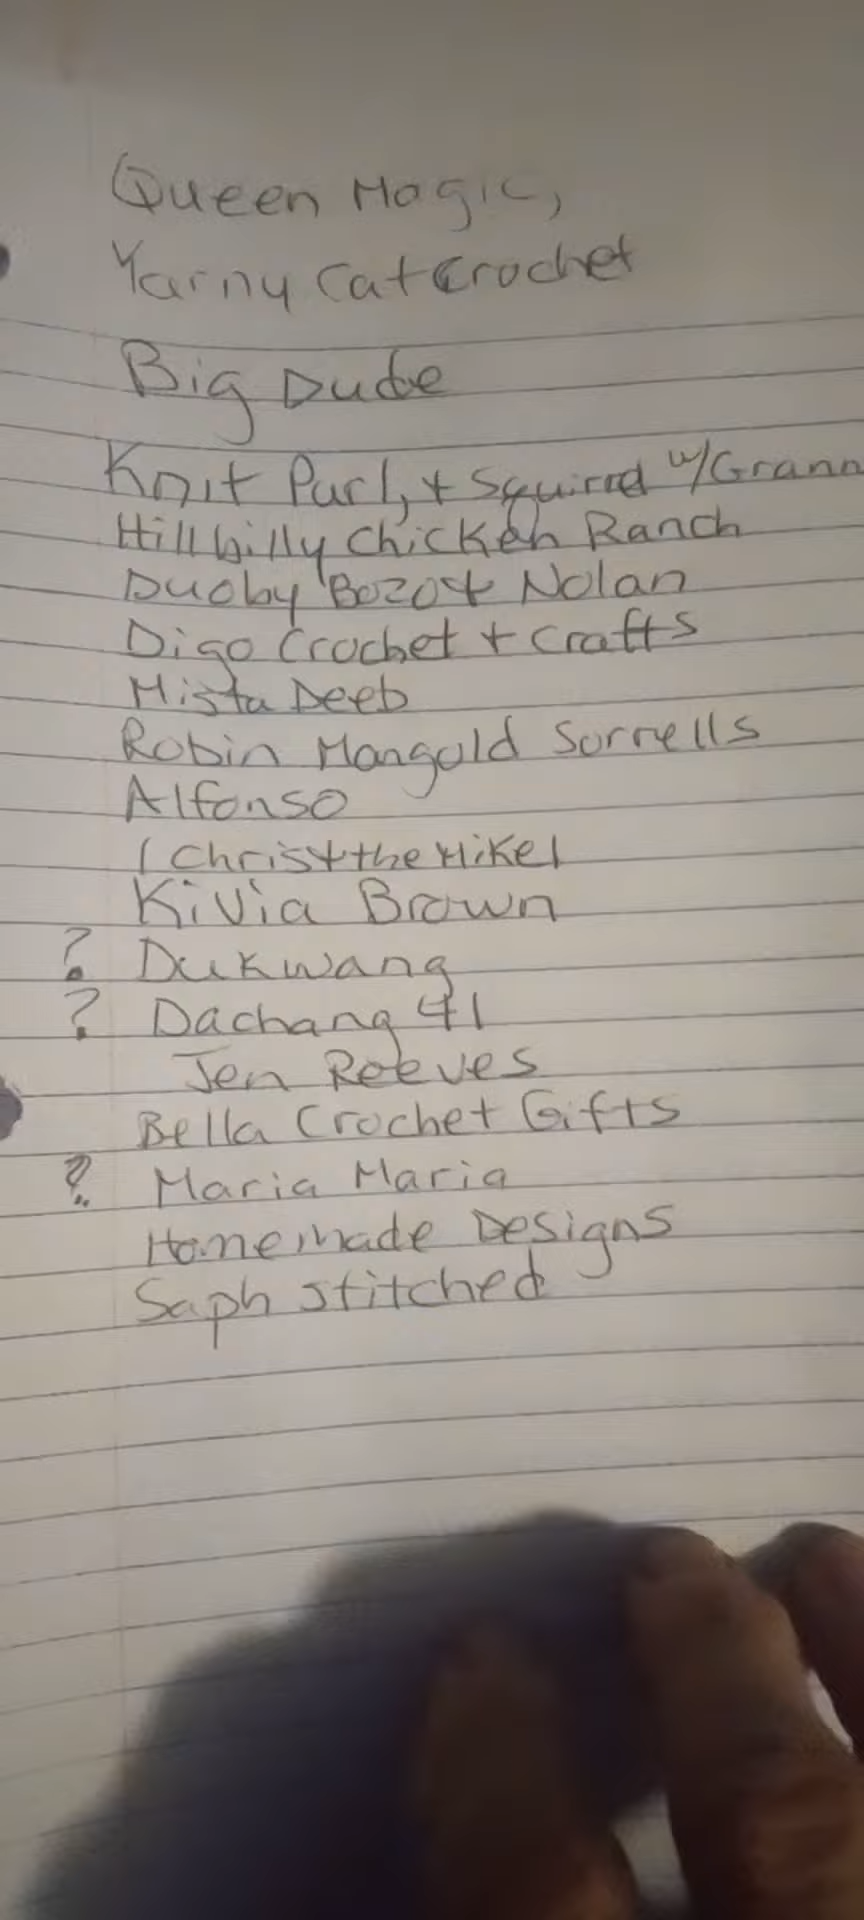 Queen Magic,
Yarny Cat Crochet
Big Dude
Knit Purl, + Squirrel w/Grann
Hillbilly Chicken Ranch
Duoby Bozo + Nolan
Digo Crochet + Crafts
Mista Deeb
Robin Mangold Sorrells
Alfonso
1 Christ+the Mikel
Kivia Brown
? Dukwang
? Dachang 41
Jen Reeves
Bella Crochet Gifts
? Maria Maria
Homemade Designs
Saph Stitched